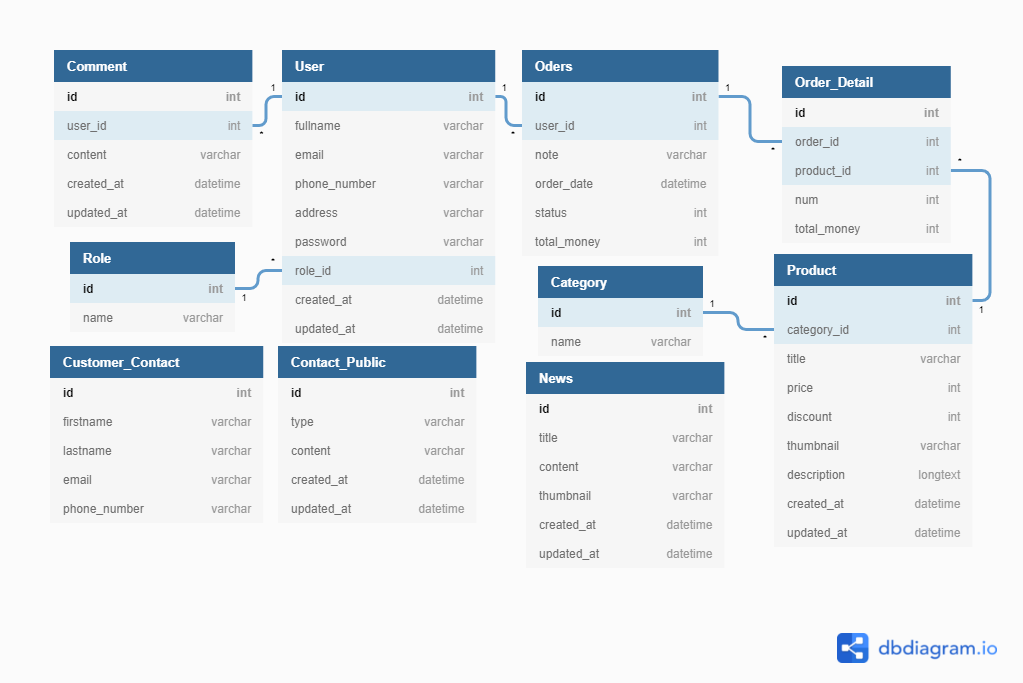 Comment
id int
user_id int
content varchar
created_at datetime
updated_at datetime
1
*
User
id int
fullname varchar
email varchar
phone_number varchar
address varchar
password varchar
role_id int
created_at datetime
updated_at datetime
1
*
Oders
id int
user_id int
note varchar
order_date datetime
status int
total_money int
1
*
Order_Detail
id int
order_id int
product_id int
num int
total_money int
*
1
Role
id int
name varchar
*
1
Category
id int
name varchar
1
*
Product
id int
category_id int
title varchar
price int
discount int
thumbnail varchar
description longtext
created_at datetime
updated_at datetime
Customer_Contact
id int
firstname varchar
lastname varchar
email varchar
phone_number varchar
Contact_Public
id int
type varchar
content varchar
created_at datetime
updated_at datetime
News
id int
title varchar
content varchar
thumbnail varchar
created_at datetime
updated_at datetime
dbdiagram.io